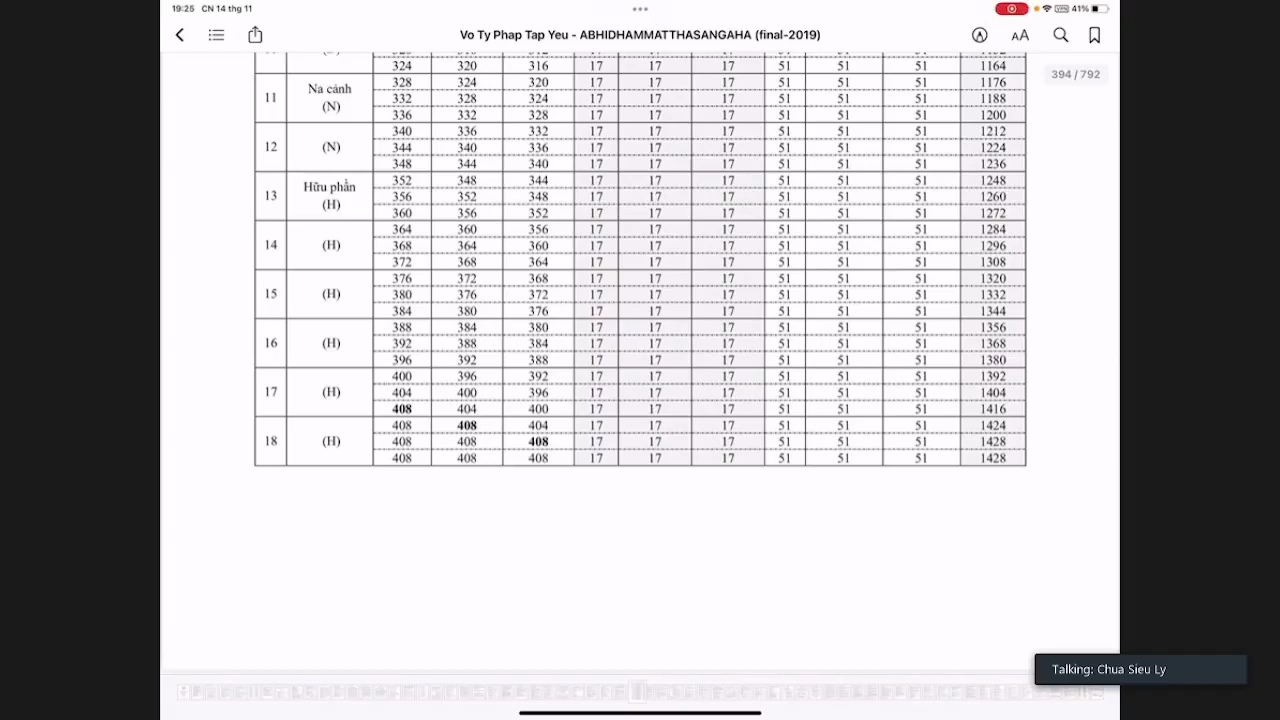 19:25 CN 14 thg 11
41%
Vo Ty Phap Tap Yeu - ABHIDHAMMATTHASANGAHA (final-2019)
AA
394 / 792
324 320 316 17 17 17 51 51 51 1164
11 Na cảnh (N) 328 324 320 17 17 17 51 51 51 1176
332 328 324 17 17 17 51 51 51 1188
336 332 328 17 17 17 51 51 51 1200
340 336 332 17 17 17 51 51 51 1212
12 (N) 344 340 336 17 17 17 51 51 51 1224
348 344 340 17 17 17 51 51 51 1236
352 348 344 17 17 17 51 51 51 1248
13 Hữu phần (H) 356 352 348 17 17 17 51 51 51 1260
360 356 352 17 17 17 51 51 51 1272
364 360 356 17 17 17 51 51 51 1284
14 (H) 368 364 360 17 17 17 51 51 51 1296
372 368 364 17 17 17 51 51 51 1308
376 372 368 17 17 17 51 51 51 1320
15 (H) 380 376 372 17 17 17 51 51 51 1332
384 380 376 17 17 17 51 51 51 1344
388 384 380 17 17 17 51 51 51 1356
16 (H) 392 388 384 17 17 17 51 51 51 1368
396 392 388 17 17 17 51 51 51 1380
400 396 392 17 17 17 51 51 51 1392
17 (H) 404 400 396 17 17 17 51 51 51 1404
408 404 400 17 17 17 51 51 51 1416
408 408 404 17 17 17 51 51 51 1424
18 (H) 408 408 408 17 17 17 51 51 51 1428
408 408 408 17 17 17 51 51 51 1428
Talking: Chua Sieu Ly